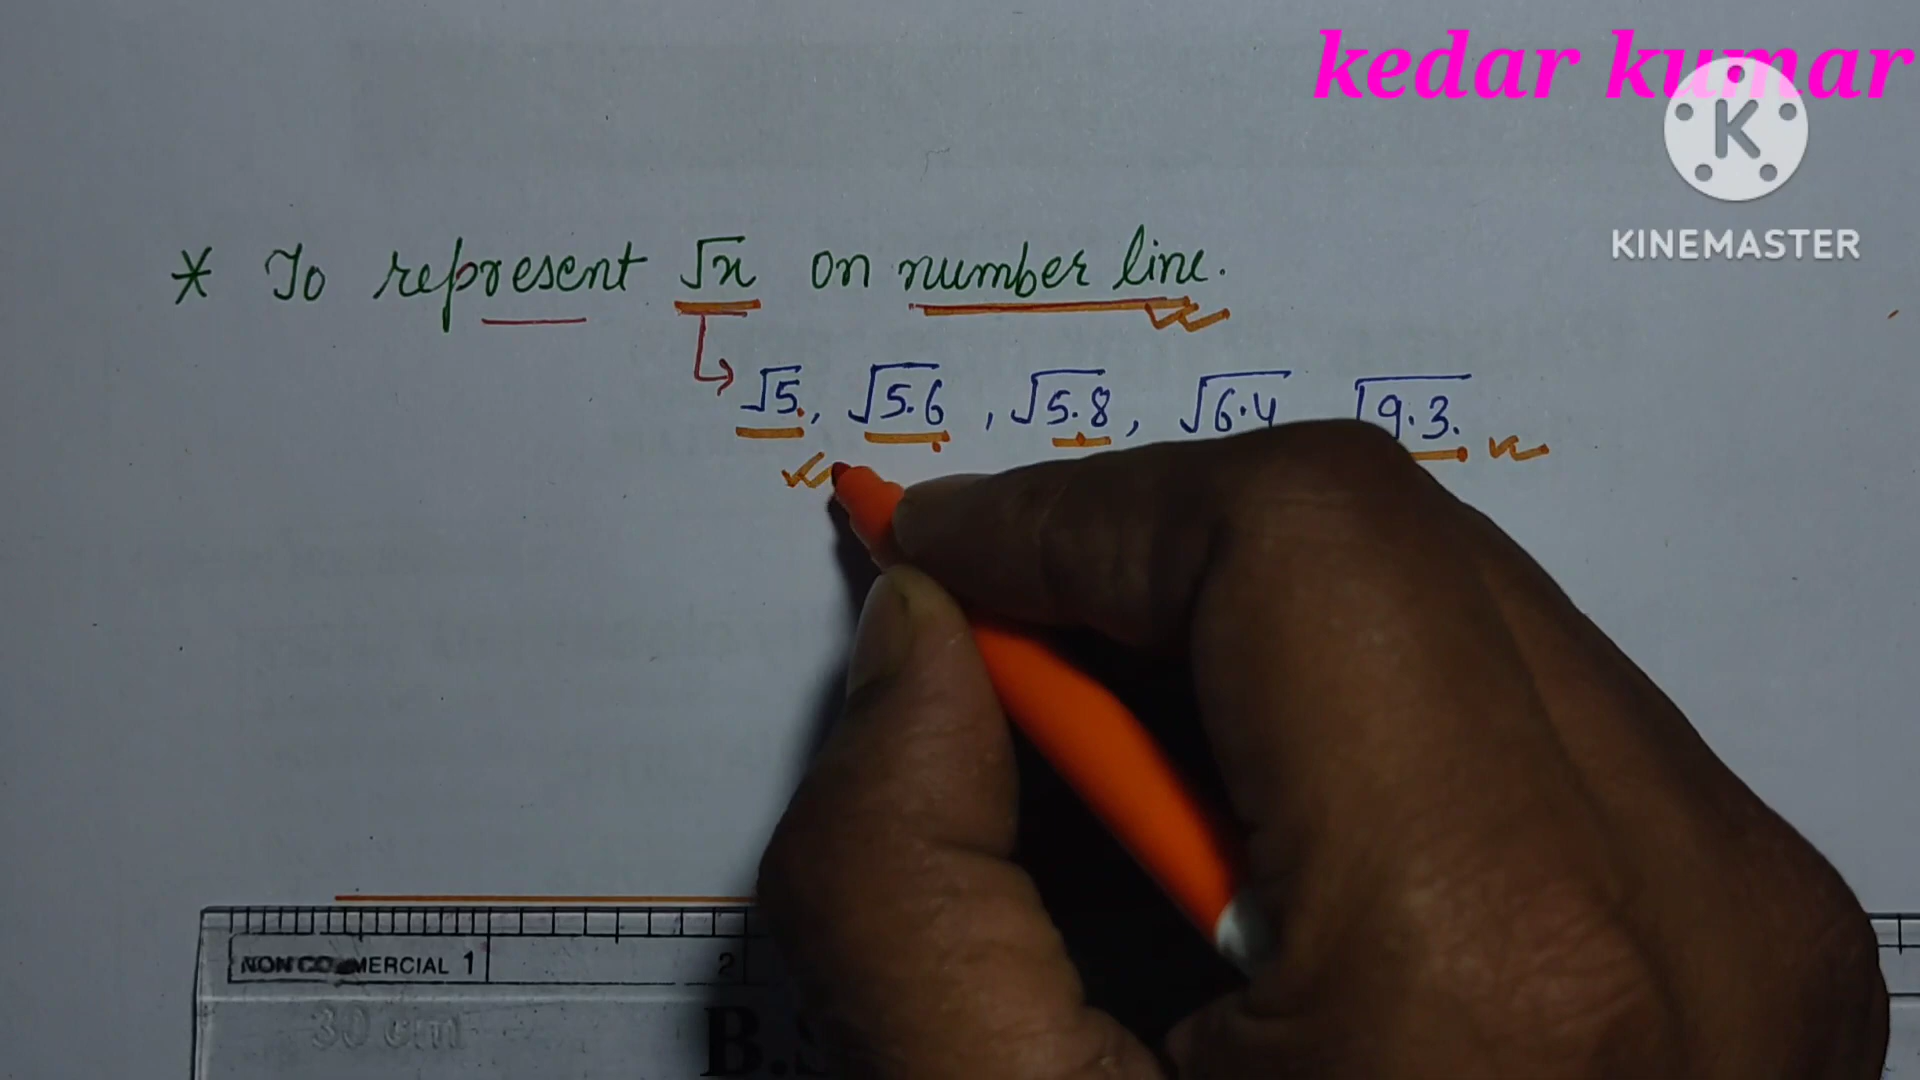 kedar kumar
K
KINEMASTER
* To represent √x on number line.
√5, √5.6, √5.8, √6.4 √9.3.
NON COMMERCIAL 1 2
30 cm
B.S